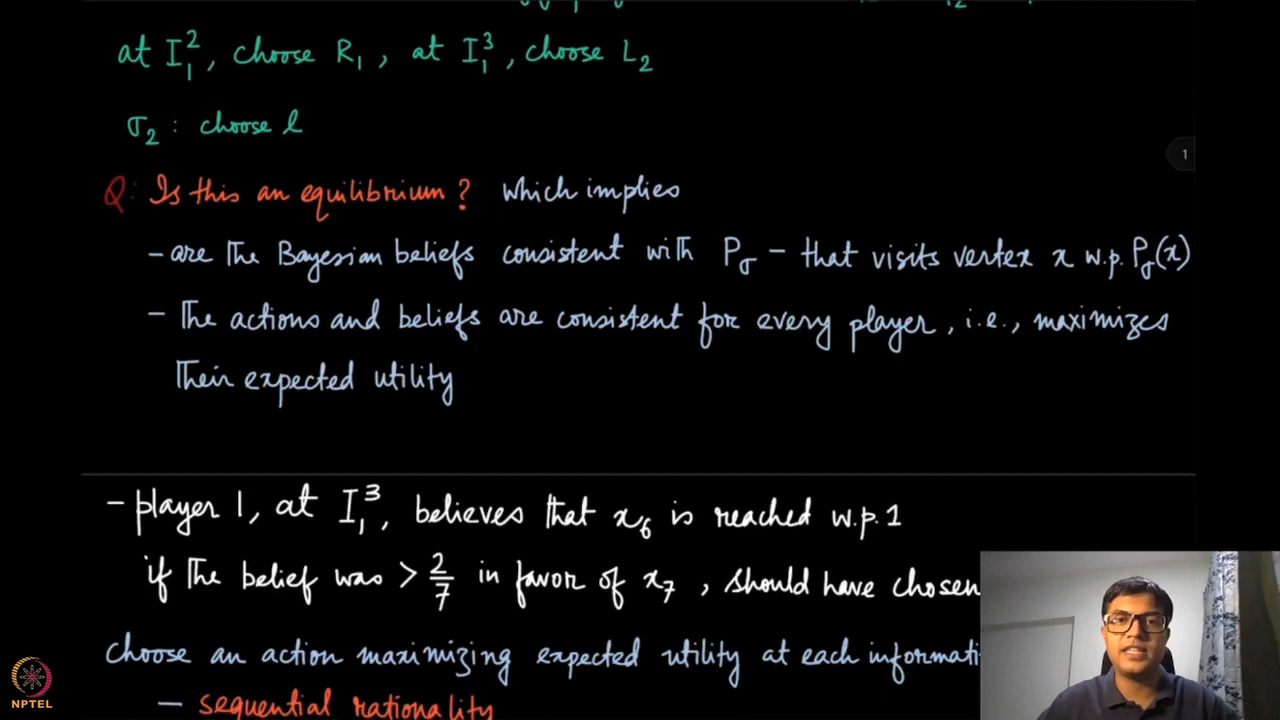 at I₁², choose R₁, at I₁³, choose L₂
σ₂ : choose l
Q: Is this an equilibrium? which implies
- are the Bayesian beliefs consistent with P_σ - that visits vertex x w.p. P_σ(x)
- The actions and beliefs are consistent for every player, i.e., maximizes
their expected utility
1
- player 1, at I₁³, believes that x₆ is reached w.p. 1
if the belief was > 2/7 in favor of x₇, should have chosen
choose an action maximizing expected utility at each informati
- sequential rationality
NPTEL